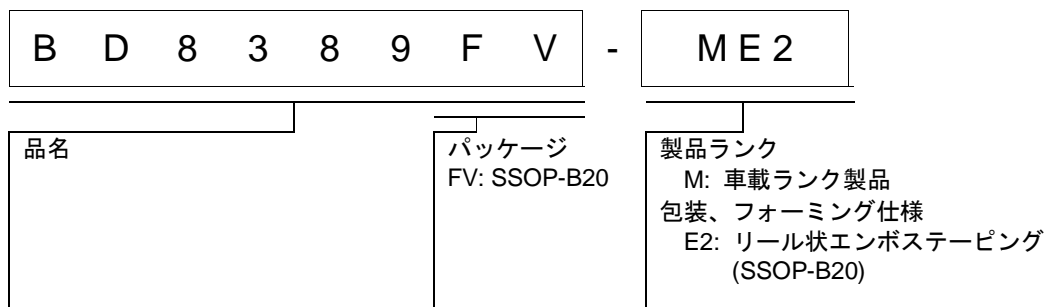 B D 8 3 8 9 F V - M E 2
品名
パッケージ
FV: SSOP-B20
製品ランク
M: 車載ランク製品
包装、フォーミング仕様
E2: リール状エンボステーピング
(SSOP-B20)